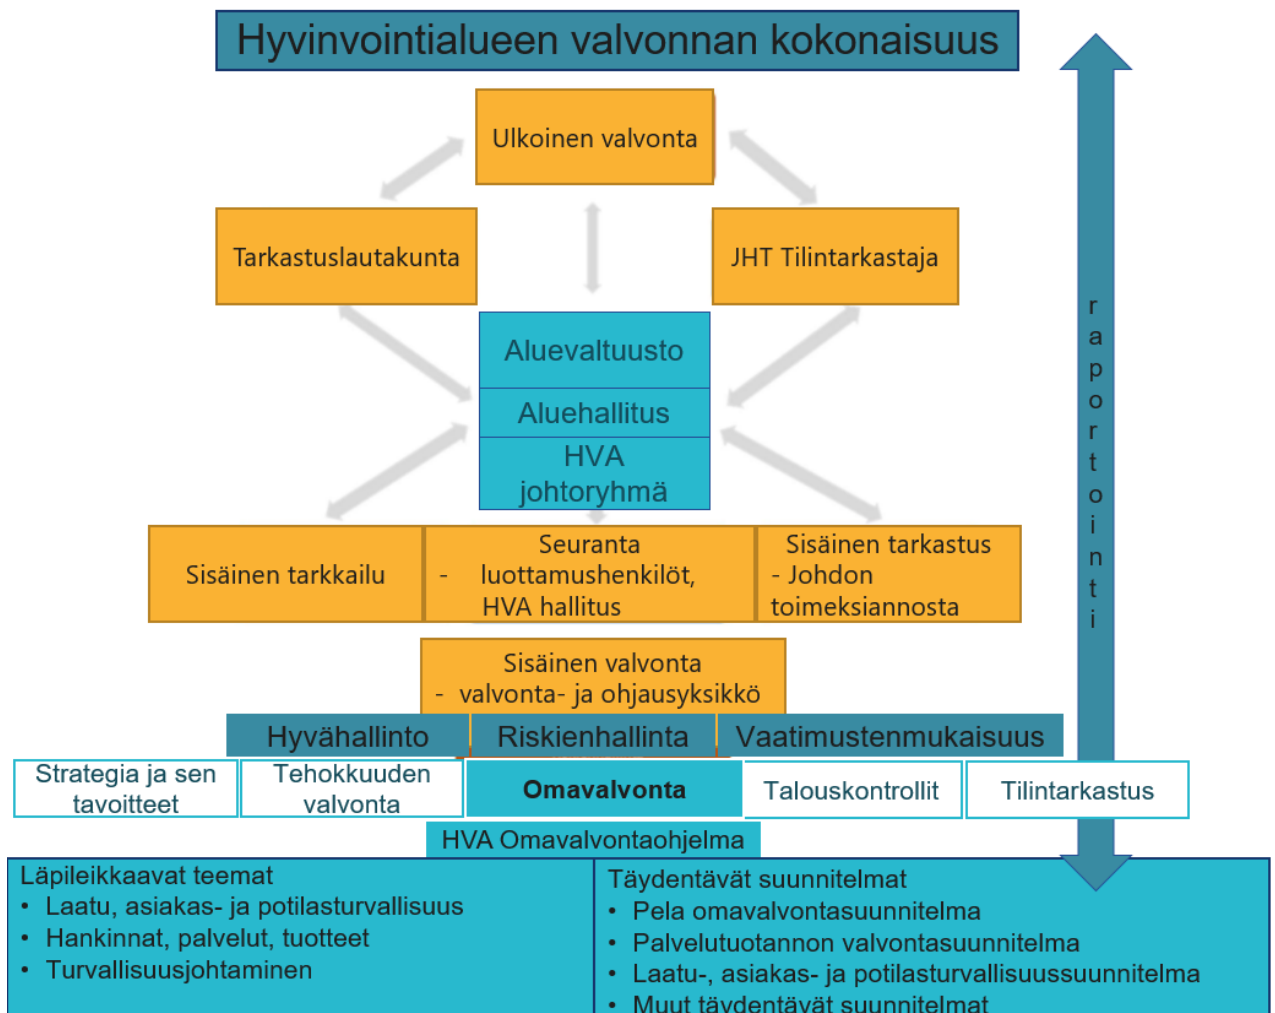 Hyvinvointialueen valvonnan kokonaisuus
Ulkoinen valvonta
Tarkastuslautakunta
JHT Tilintarkastaja
Aluevaltuusto
Aluehallitus
HVA
johtoryhmä
raportointi
Sisäinen tarkkailu
Seuranta
- luottamushenkilöt,
HVA hallitus
Sisäinen tarkastus
- Johdon
toimeksiannosta
Sisäinen valvonta
- valvonta- ja ohjausyksikkö
Hyvähallinto
Riskienhallinta
Vaatimustenmukaisuus
Strategia ja sen
tavoitteet
Tehokkuuden
valvonta
Omavalvonta
Talouskontrollit
Tilintarkastus
HVA Omavalvontaohjelma
Läpileikkaavat teemat
• Laatu, asiakas- ja potilasturvallisuus
• Hankinnat, palvelut, tuotteet
• Turvallisuusjohtaminen
Täydentävät suunnitelmat
• Pela omavalvontasuunnitelma
• Palvelutuotannon valvontasuunnitelma
• Laatu-, asiakas- ja potilasturvallisuussuunnitelma
• Muut täydentävät suunnitelmat